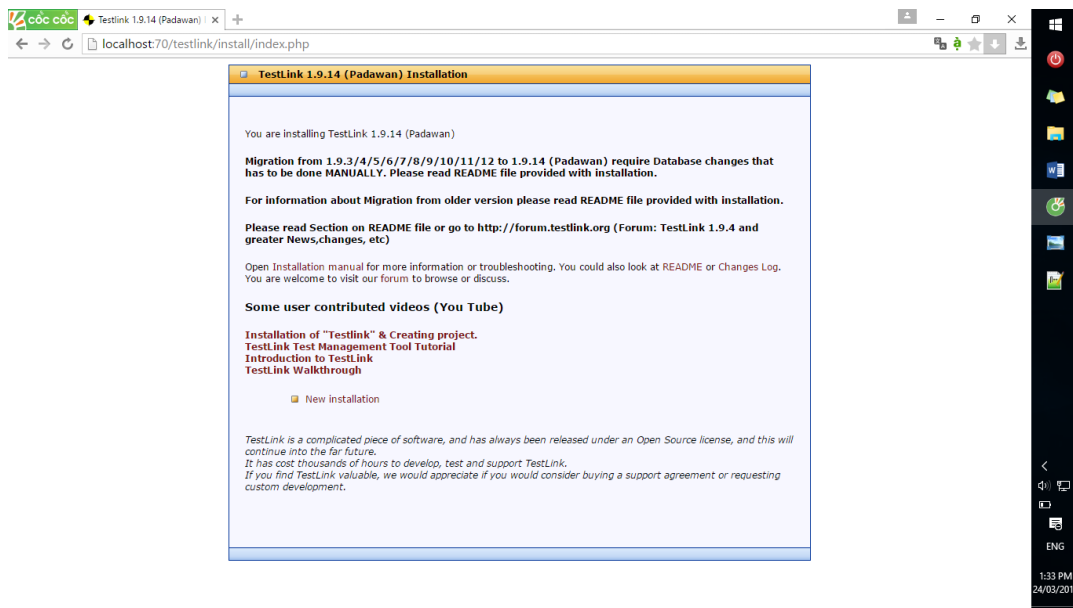 cốc cốc
Testlink 1.9.14 (Padawan)
localhost:70/testlink/install/index.php
TestLink 1.9.14 (Padawan) Installation
You are installing TestLink 1.9.14 (Padawan)
Migration from 1.9.3/4/5/6/7/8/9/10/11/12 to 1.9.14 (Padawan) require Database changes that
has to be done MANUALLY. Please read README file provided with installation.
For information about Migration from older version please read README file provided with installation.
Please read Section on README file or go to http://forum.testlink.org (Forum: TestLink 1.9.4 and
greater News,changes, etc)
Open Installation manual for more information or troubleshooting. You could also look at README or Changes Log.
You are welcome to visit our forum to browse or discuss.
Some user contributed videos (You Tube)
Installation of "Testlink" & Creating project.
TestLink Test Management Tool Tutorial
Introduction to TestLink
TestLink Walkthrough
New installation
TestLink is a complicated piece of software, and has always been released under an Open Source license, and this will
continue into the far future.
It has cost thousands of hours to develop, test and support TestLink.
If you find TestLink valuable, we would appreciate if you would consider buying a support agreement or requesting
custom development.
ENG
1:33 PM
24/03/201